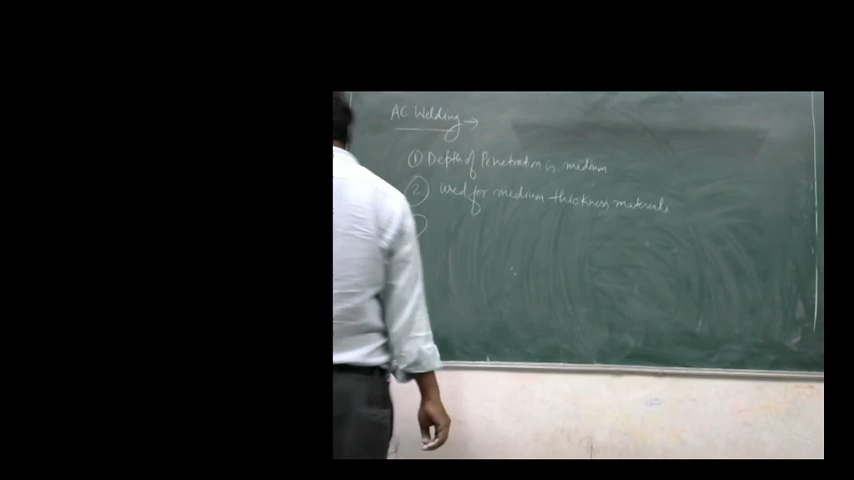 AC Welding →
① Depth of Penetration is medium
② Used for medium thickness materials